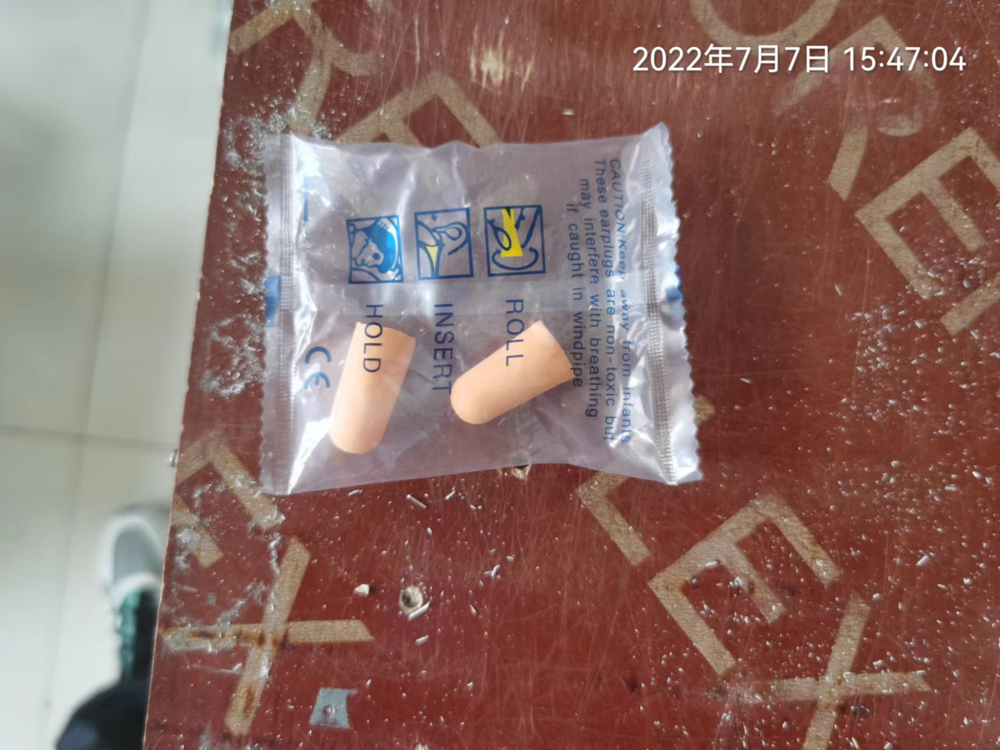 2022年7月7日 15:47:04
CAUTION:Keep away from infants
These earplugs are non-toxic but
may interfere with breathing
if caught in windpipe
ROLL
INSERT
HOLD
CE